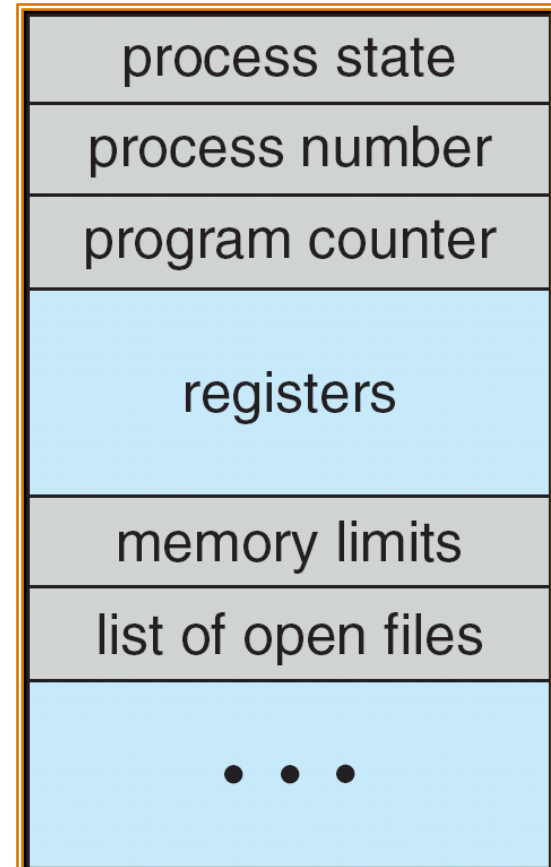 process state
process number
program counter
registers
memory limits
list of open files
• • •